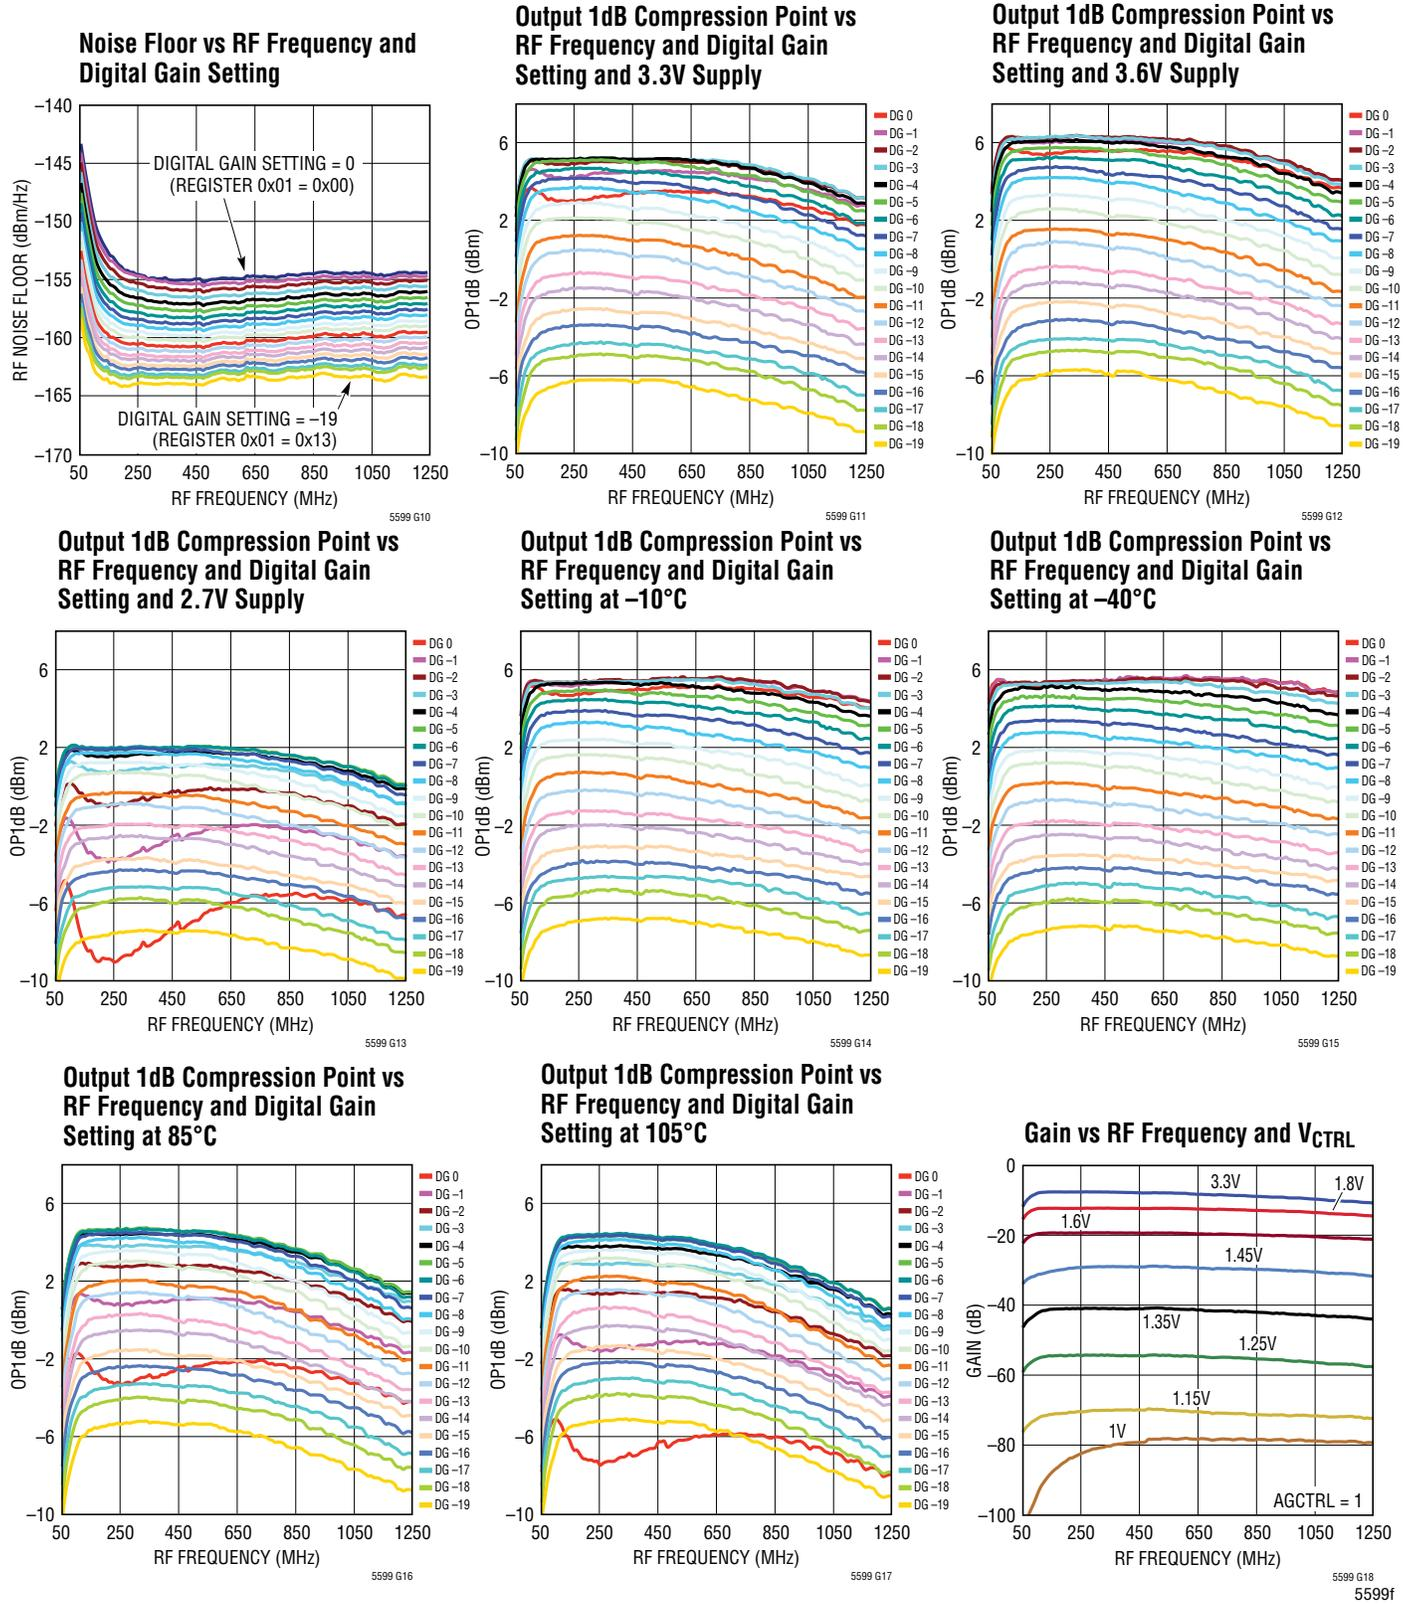 Noise Floor vs RF Frequency and
Digital Gain Setting
–140
–145
–150
–155
–160
–165
–170
RF NOISE FLOOR (dBm/Hz)
DIGITAL GAIN SETTING = 0
(REGISTER 0x01 = 0x00)
DIGITAL GAIN SETTING = –19
(REGISTER 0x01 = 0x13)
50 250 450 650 850 1050 1250
RF FREQUENCY (MHz)
5599 G10
Output 1dB Compression Point vs
RF Frequency and Digital Gain
Setting and 3.3V Supply
6
2
–2
–6
–10
OP1dB (dBm)
50 250 450 650 850 1050 1250
RF FREQUENCY (MHz)
DG 0
DG –1
DG –2
DG –3
DG –4
DG –5
DG –6
DG –7
DG –8
DG –9
DG –10
DG –11
DG –12
DG –13
DG –14
DG –15
DG –16
DG –17
DG –18
DG –19
5599 G11
Output 1dB Compression Point vs
RF Frequency and Digital Gain
Setting and 3.6V Supply
6
2
–2
–6
–10
OP1dB (dBm)
50 250 450 650 850 1050 1250
RF FREQUENCY (MHz)
DG 0
DG –1
DG –2
DG –3
DG –4
DG –5
DG –6
DG –7
DG –8
DG –9
DG –10
DG –11
DG –12
DG –13
DG –14
DG –15
DG –16
DG –17
DG –18
DG –19
5599 G12
Output 1dB Compression Point vs
RF Frequency and Digital Gain
Setting and 2.7V Supply
6
2
–2
–6
–10
OP1dB (dBm)
50 250 450 650 850 1050 1250
RF FREQUENCY (MHz)
DG 0
DG –1
DG –2
DG –3
DG –4
DG –5
DG –6
DG –7
DG –8
DG –9
DG –10
DG –11
DG –12
DG –13
DG –14
DG –15
DG –16
DG –17
DG –18
DG –19
5599 G13
Output 1dB Compression Point vs
RF Frequency and Digital Gain
Setting at –10°C
6
2
–2
–6
–10
OP1dB (dBm)
50 250 450 650 850 1050 1250
RF FREQUENCY (MHz)
DG 0
DG –1
DG –2
DG –3
DG –4
DG –5
DG –6
DG –7
DG –8
DG –9
DG –10
DG –11
DG –12
DG –13
DG –14
DG –15
DG –16
DG –17
DG –18
DG –19
5599 G14
Output 1dB Compression Point vs
RF Frequency and Digital Gain
Setting at –40°C
6
2
–2
–6
–10
OP1dB (dBm)
50 250 450 650 850 1050 1250
RF FREQUENCY (MHz)
DG 0
DG –1
DG –2
DG –3
DG –4
DG –5
DG –6
DG –7
DG –8
DG –9
DG –10
DG –11
DG –12
DG –13
DG –14
DG –15
DG –16
DG –17
DG –18
DG –19
5599 G15
Output 1dB Compression Point vs
RF Frequency and Digital Gain
Setting at 85°C
6
2
–2
–6
–10
OP1dB (dBm)
50 250 450 650 850 1050 1250
RF FREQUENCY (MHz)
DG 0
DG –1
DG –2
DG –3
DG –4
DG –5
DG –6
DG –7
DG –8
DG –9
DG –10
DG –11
DG –12
DG –13
DG –14
DG –15
DG –16
DG –17
DG –18
DG –19
5599 G16
Output 1dB Compression Point vs
RF Frequency and Digital Gain
Setting at 105°C
6
2
–2
–6
–10
OP1dB (dBm)
50 250 450 650 850 1050 1250
RF FREQUENCY (MHz)
DG 0
DG –1
DG –2
DG –3
DG –4
DG –5
DG –6
DG –7
DG –8
DG –9
DG –10
DG –11
DG –12
DG –13
DG –14
DG –15
DG –16
DG –17
DG –18
DG –19
5599 G17
Gain vs RF Frequency and VCTRL
0
–20
–40
–60
–80
–100
GAIN (dB)
3.3V
1.8V
1.6V
1.45V
1.35V
1.25V
1.15V
1V
AGCTRL = 1
50 250 450 650 850 1050 1250
RF FREQUENCY (MHz)
5599 G18
5599f